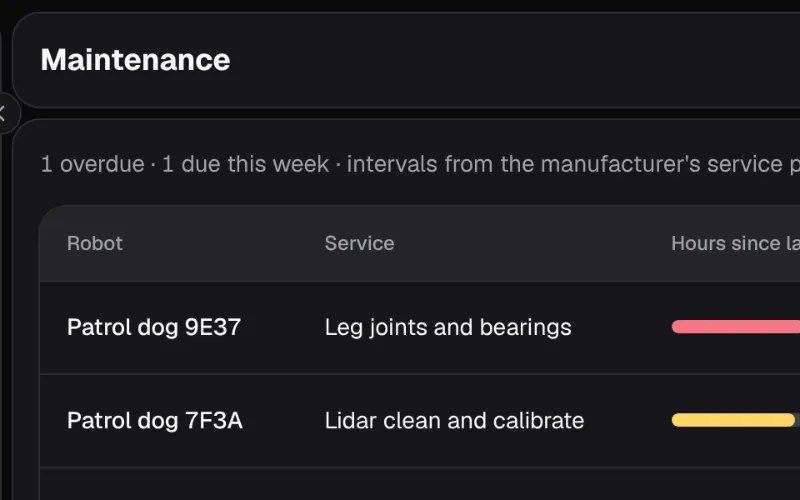 Maintenance
1 overdue · 1 due this week · intervals from the manufacturer's service
Robot Service Hours since
Patrol dog 9E37 Leg joints and bearings
Patrol dog 7F3A Lidar clean and calibrate